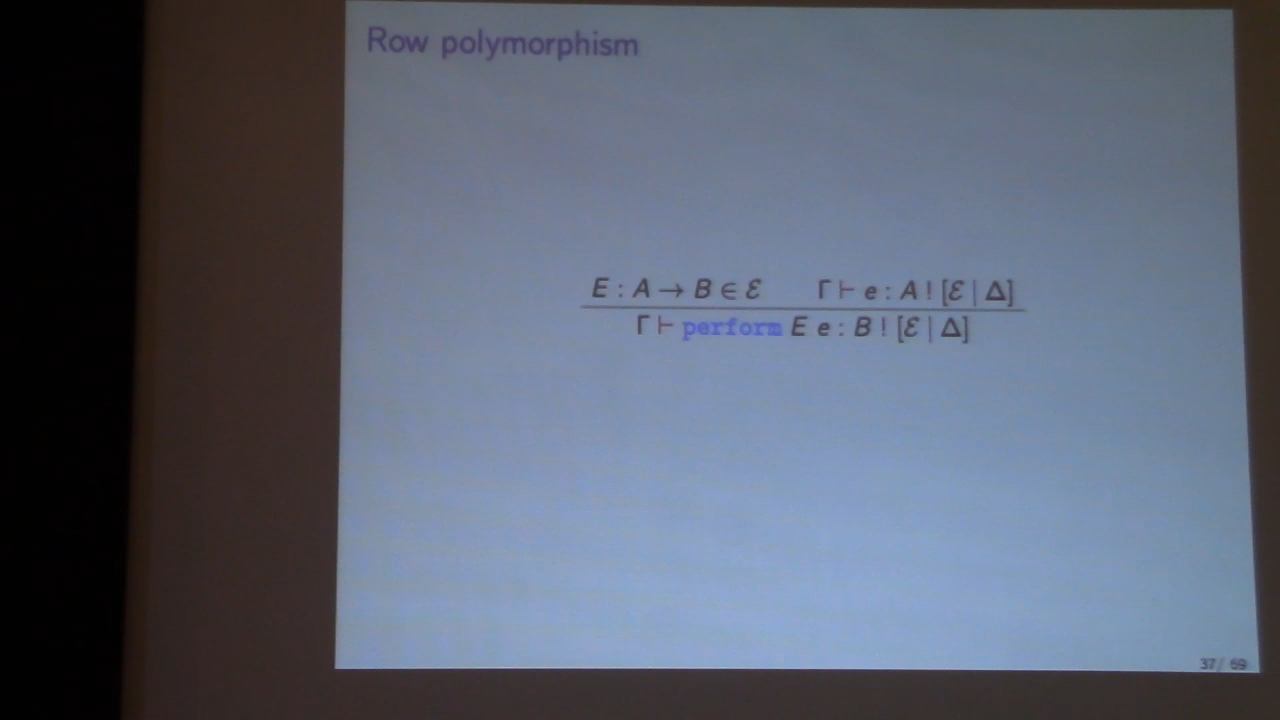 Row polymorphism
E : A → B ∈ ℰ Γ ⊢ e : A ! [ℰ | Δ]
Γ ⊢ perform E e : B ! [ℰ | Δ]
37/ 69